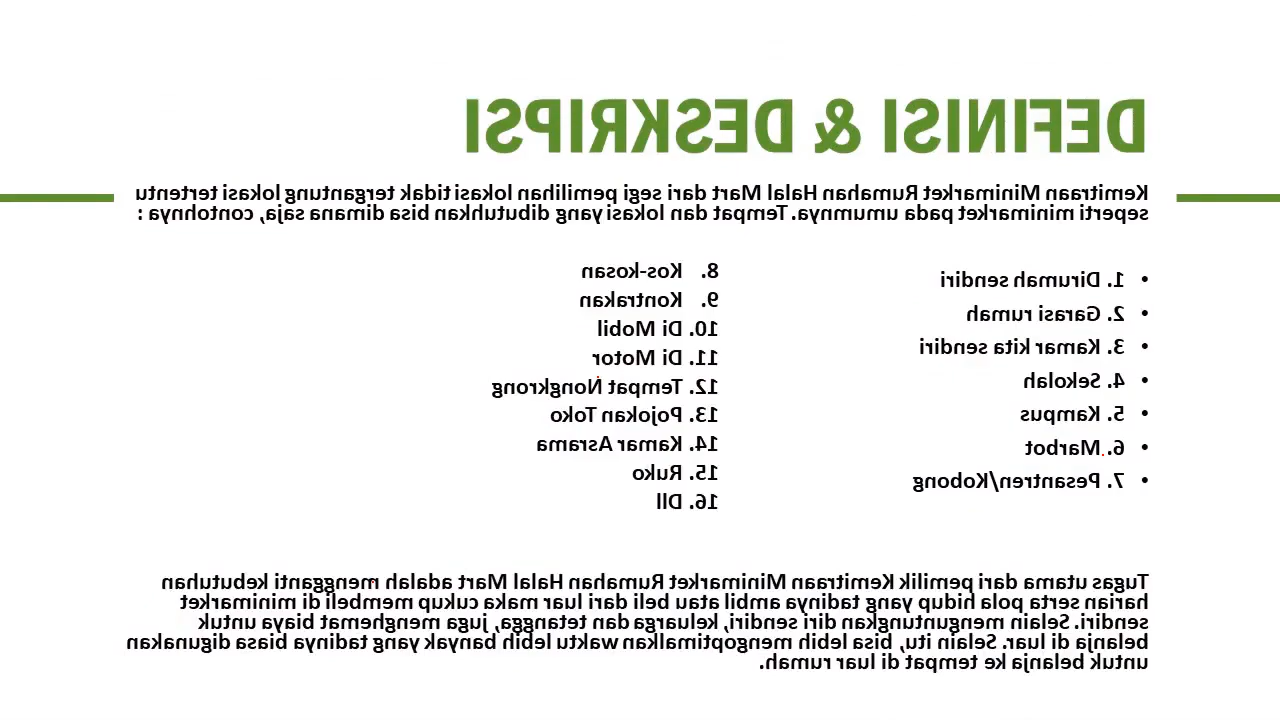 DEFINISI & DESKRIPSI
Kemitraan Minimarket Rumahan Halal Mart dari segi pemilihan lokasi tidak tergantung lokasi tertentu
seperti minimarket pada umumnya. Tempat dan lokasi yang dibutuhkan bisa dimana saja, contohnya :
• 1. Dirumah sendiri
• 2. Garasi rumah
• 3. Kamar kita sendiri
• 4. Sekolah
• 5. Kampus
• 6. Marbot
• 7. Pesantren/Kobong
8. Kos-kosan
9. Kontrakan
10. Di Mobil
11. Di Motor
12. Tempat Nongkrong
13. Pojokan Toko
14. Kamar Asrama
15. Ruko
16. Dll
Tugas utama dari pemilik Kemitraan Minimarket Rumahan Halal Mart adalah mengganti kebutuhan
harian serta pola hidup yang tadinya ambil atau beli dari luar maka cukup membeli di minimarket
sendiri. Selain menguntungkan diri sendiri, keluarga dan tetangga, juga menghemat biaya untuk
belanja di luar. Selain itu, bisa lebih mengoptimalkan waktu lebih banyak yang tadinya biasa digunakan
untuk belanja ke tempat di luar rumah.